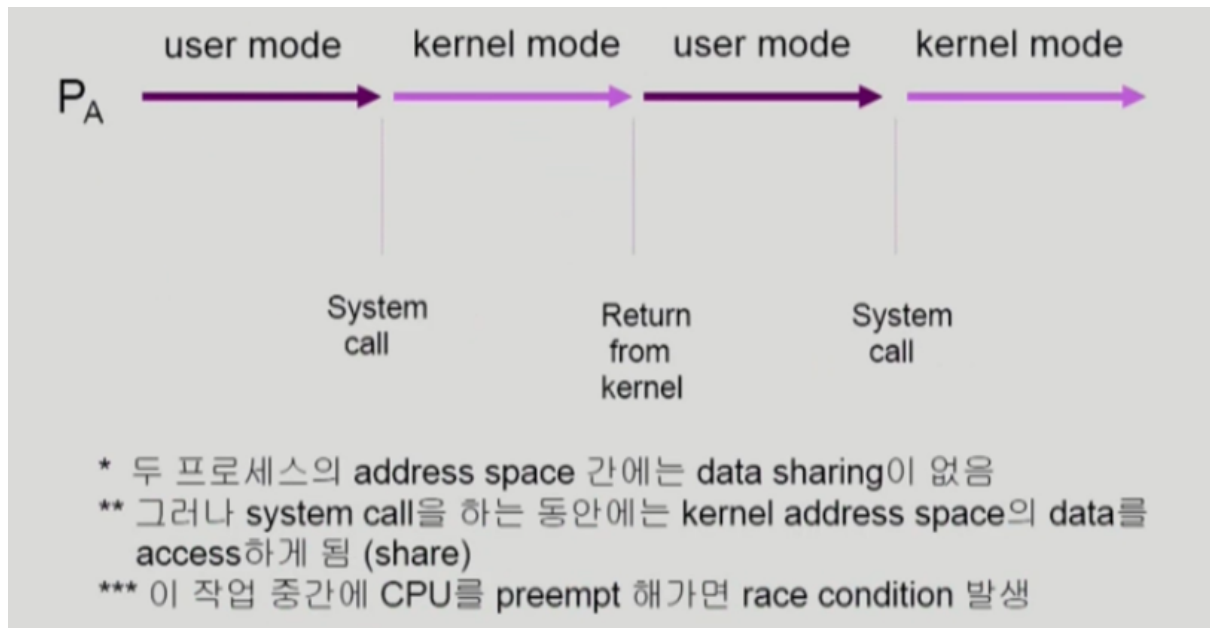 user mode kernel mode user mode kernel mode
PA
System
call
Return
from
kernel
System
call
* 두 프로세스의 address space 간에는 data sharing이 없음
** 그러나 system call을 하는 동안에는 kernel address space의 data를
access하게 됨 (share)
*** 이 작업 중간에 CPU를 preempt 해가면 race condition 발생